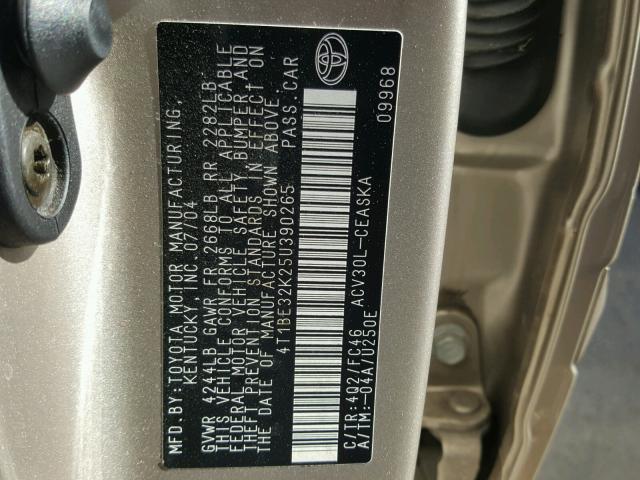 MFD.BY: TOYOTA MOTOR MANUFACTURING,
KENTUCKY, INC. 07/04
GVWR 4244LB GAWR FR 2618LB RR 2282LB
THIS VEHICLE CONFORMS TO ALL APPLICABLE
FEDERAL MOTOR VEHICLE SAFETY, BUMPER, AND
THEFT PREVENTION STANDARDS IN EFFECT ON
THE DATE OF MANUFACTURE SHOWN ABOVE.
4T1BE32K25U390265 PASS. CAR
C/TR: 4Q2/FC46 ACV30L-CEASKA
A/TM: -04A/U250E
09968